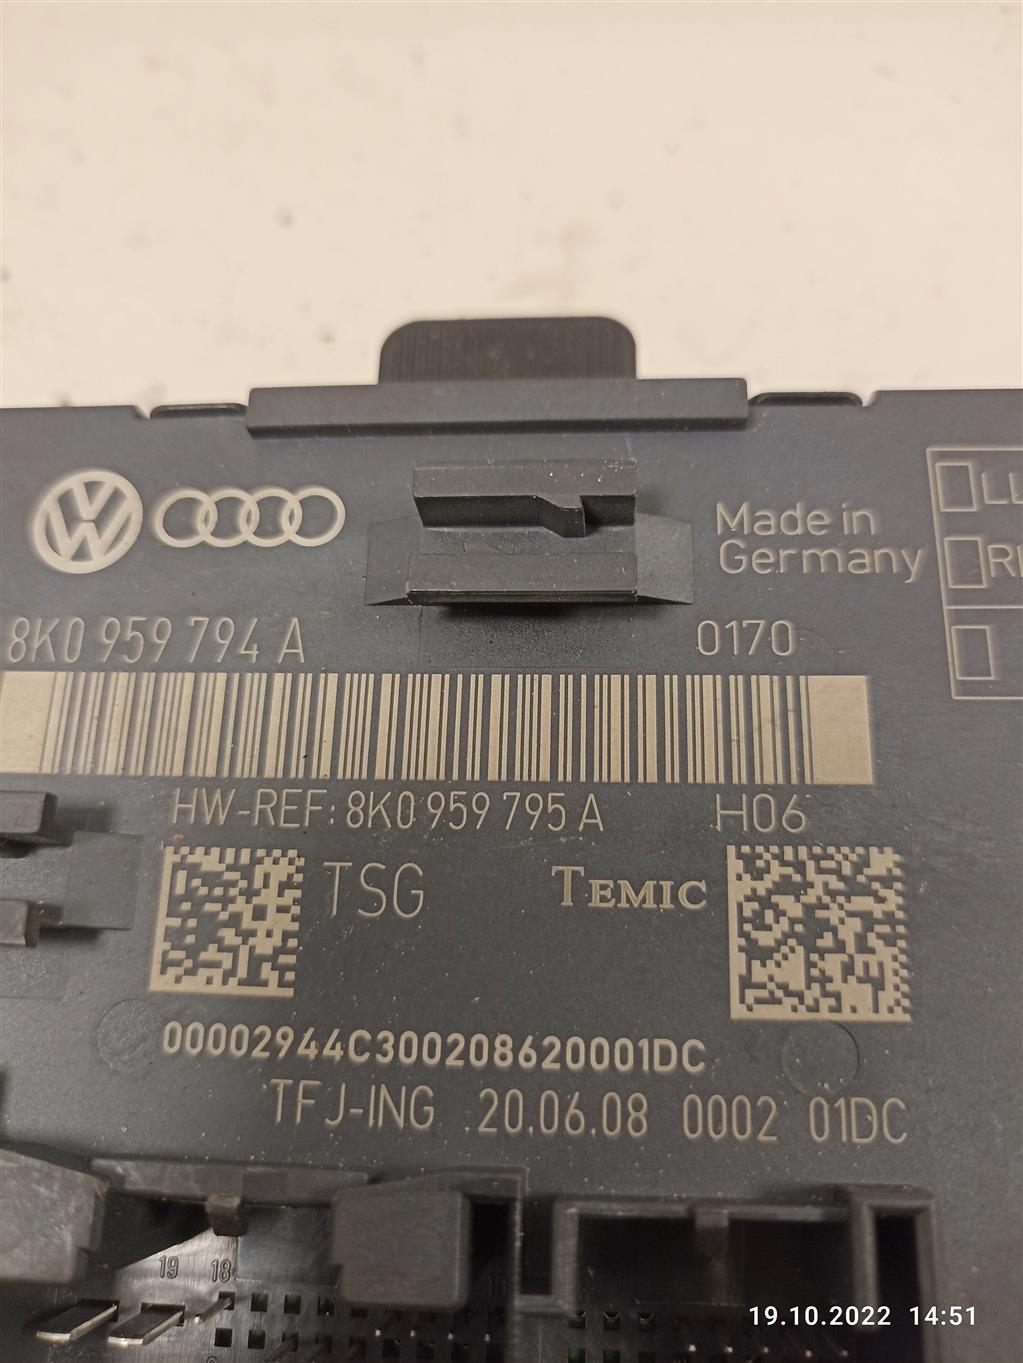 Made in
Germany
LL
8K0 959 794 A
0170
HW-REF: 8K0 959 795 A
H06
TSG
TEMIC
00002944C300208620001DC
TFJ-ING 20.06.08 0002 01DC
19
18
19.10.2022 14:51